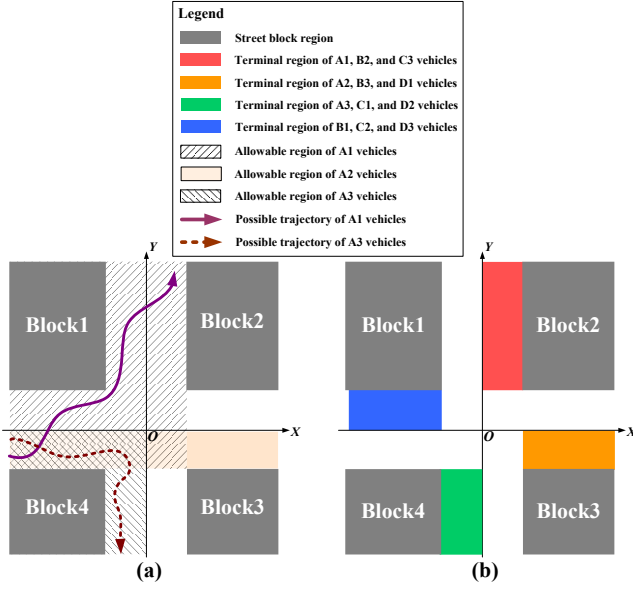 Legend
Street block region
Terminal region of A1, B2, and C3 vehicles
Terminal region of A2, B3, and D1 vehicles
Terminal region of A3, C1, and D2 vehicles
Terminal region of B1, C2, and D3 vehicles
Allowable region of A1 vehicles
Allowable region of A2 vehicles
Allowable region of A3 vehicles
Possible trajectory of A1 vehicles
Possible trajectory of A3 vehicles
Y
Block1
Block2
O
X
Block4
Block3
(a)
Y
Block1
Block2
O
X
Block4
Block3
(b)